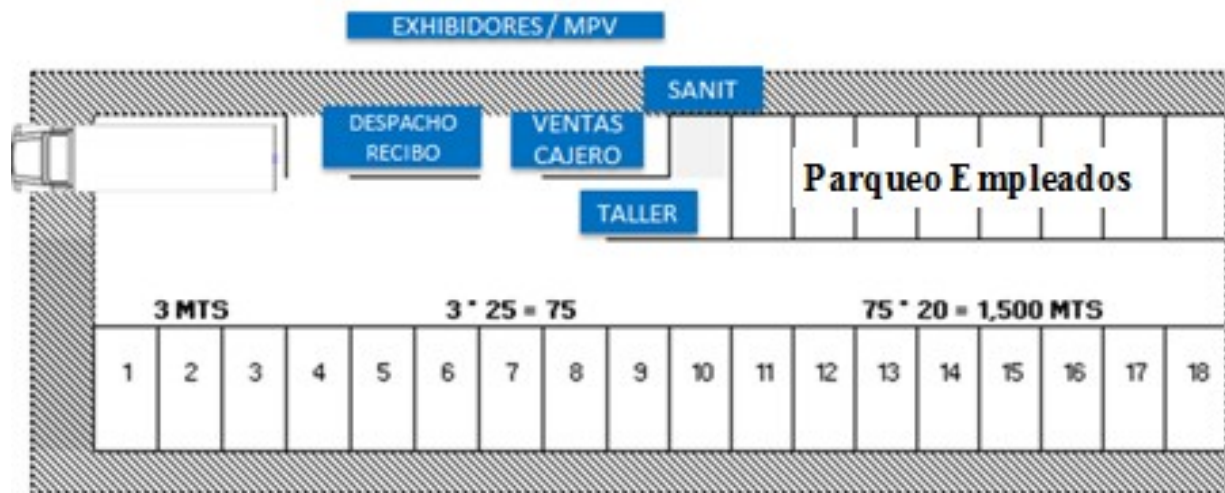 EXHIBIDORES / MPV
SANIT
DESPACHO
RECIBO
VENTAS
CAJERO
Parqueo Empleados
TALLER
3 MTS 3 * 25 = 75 75 * 20 = 1,500 MTS
1 2 3 4 5 6 7 8 9 10 11 12 13 14 15 16 17 18